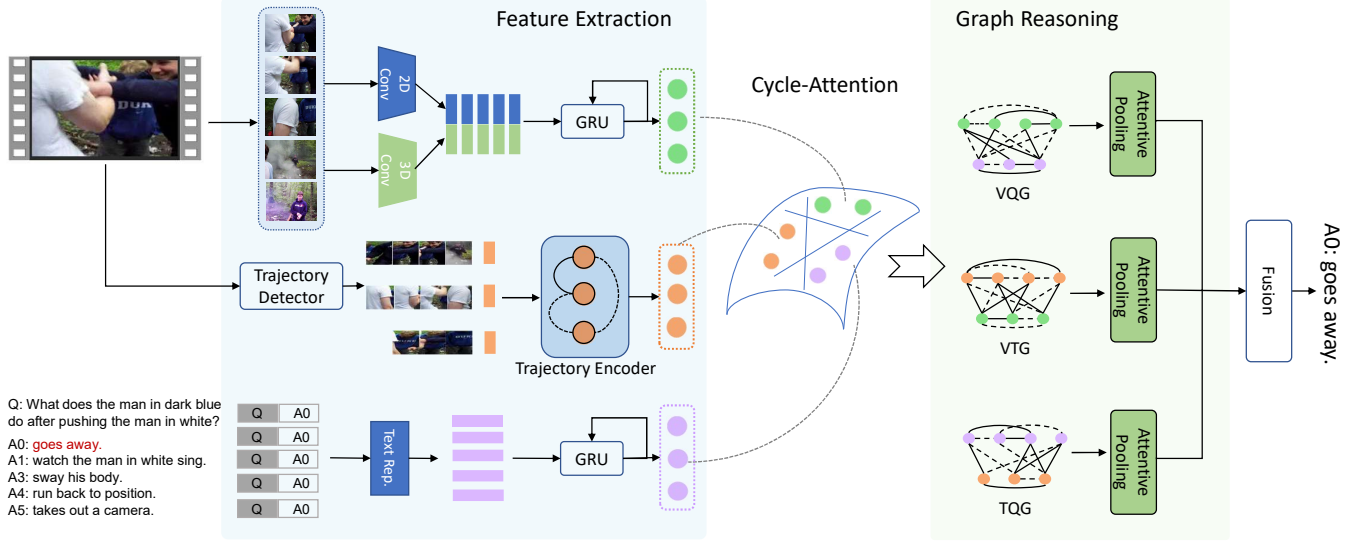 Feature Extraction
Graph Reasoning
Cycle-Attention
2D
Conv
3D
Conv
GRU
DUK
Trajectory
Detector
Trajectory Encoder
Q: What does the man in dark blue
do after pushing the man in white?
A0: goes away.
A1: watch the man in white sing.
A3: sway his body.
A4: run back to position.
A5: takes out a camera.
Q A0
Q A0
Q A0
Q A0
Q A0
Text Rep.
GRU
VQG
Attentive
Pooling
VTG
Attentive
Pooling
TQG
Attentive
Pooling
Fusion
A0: goes away.